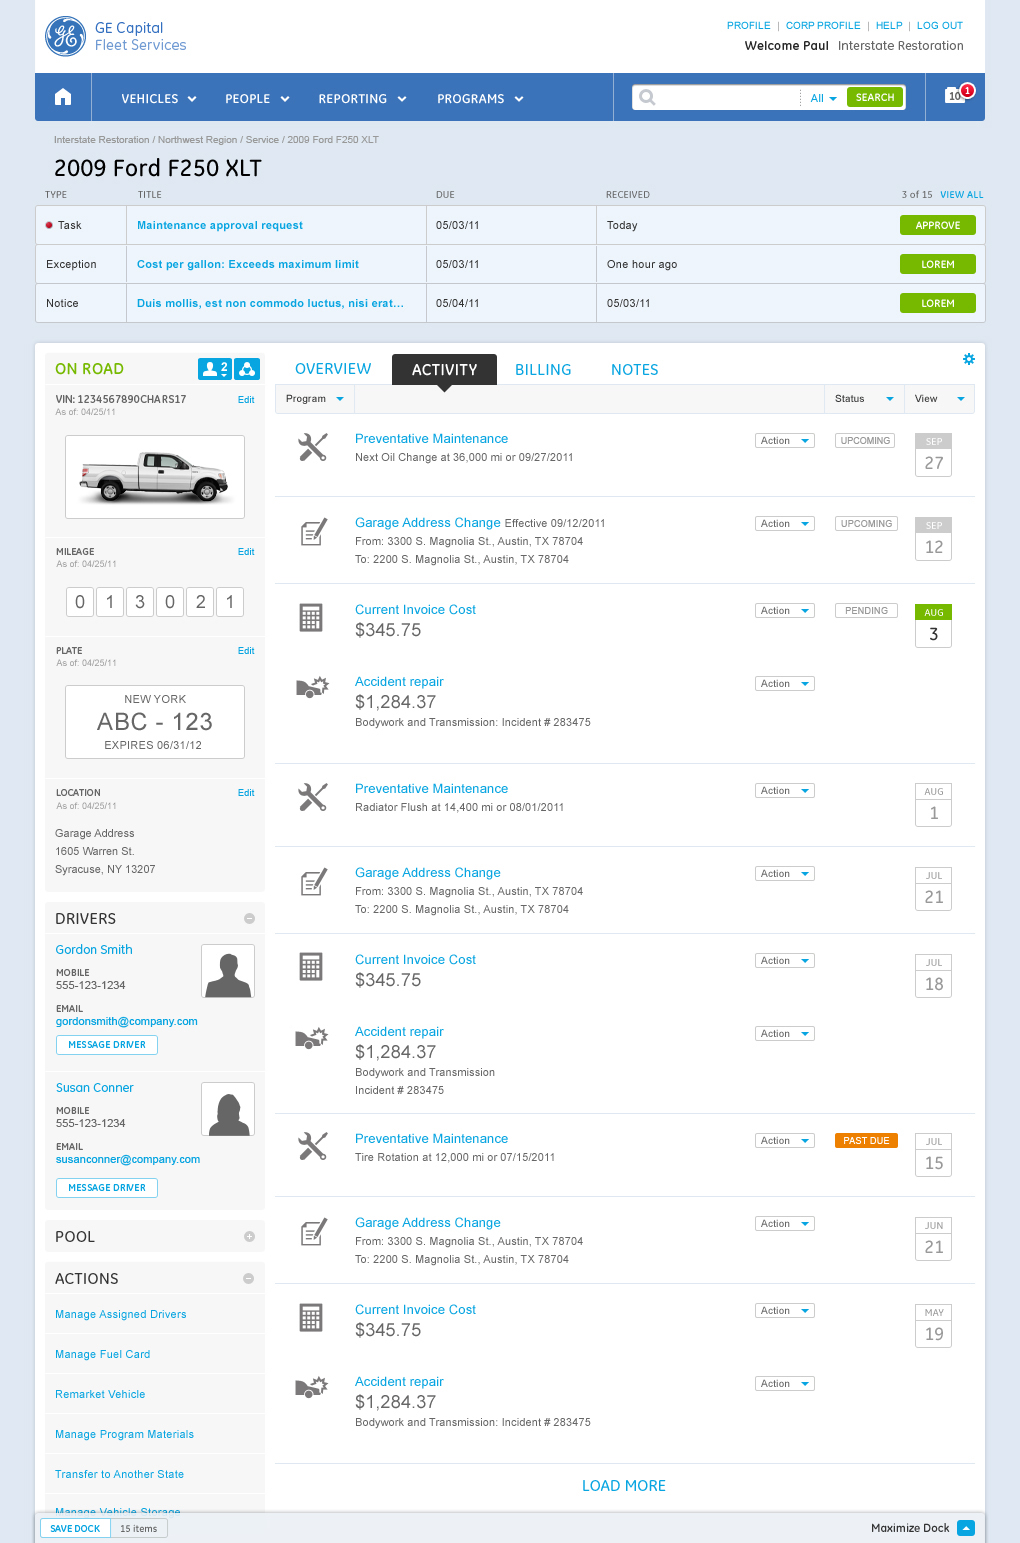 GE Capital
Fleet Services
PROFILE | CORP PROFILE | HELP | LOG OUT
Welcome Paul Interstate Restoration
VEHICLES PEOPLE REPORTING PROGRAMS All SEARCH 10 1
Interstate Restoration / Northwest Region / Service / 2009 Ford F250 XLT
2009 Ford F250 XLT
TYPE TITLE DUE RECEIVED 3 of 15 VIEW ALL
Task Maintenance approval request 05/03/11 Today APPROVE
Exception Cost per gallon: Exceeds maximum limit 05/03/11 One hour ago LOREM
Notice Duis mollis, est non commodo luctus, nisi erat... 05/04/11 05/03/11 LOREM
ON ROAD 2
VIN: 1234567890CHARS17 Edit
As of: 04/25/11
MILEAGE Edit
As of: 04/25/11
0 1 3 0 2 1
PLATE Edit
As of: 04/25/11
NEW YORK
ABC - 123
EXPIRES 06/31/12
LOCATION Edit
As of: 04/25/11
Garage Address
1605 Warren St.
Syracuse, NY 13207
DRIVERS
Gordon Smith
MOBILE
555-123-1234
EMAIL
gordonsmith@company.com
MESSAGE DRIVER
Susan Conner
MOBILE
555-123-1234
EMAIL
susanconner@company.com
MESSAGE DRIVER
POOL
ACTIONS
Manage Assigned Drivers
Manage Fuel Card
Remarket Vehicle
Manage Program Materials
Transfer to Another State
Manage Vehicle Storage
OVERVIEW ACTIVITY BILLING NOTES
Program Status View
Preventative Maintenance Action UPCOMING SEP
Next Oil Change at 36,000 mi or 09/27/2011 27
Garage Address Change Effective 09/12/2011 Action UPCOMING SEP
From: 3300 S. Magnolia St., Austin, TX 78704 12
To: 2200 S. Magnolia St., Austin, TX 78704
Current Invoice Cost Action PENDING AUG
$345.75 3
Accident repair Action
$1,284.37
Bodywork and Transmission: Incident # 283475
Preventative Maintenance Action AUG
Radiator Flush at 14,400 mi or 08/01/2011 1
Garage Address Change Action JUL
From: 3300 S. Magnolia St., Austin, TX 78704 21
To: 2200 S. Magnolia St., Austin, TX 78704
Current Invoice Cost Action JUL
$345.75 18
Accident repair Action
$1,284.37
Bodywork and Transmission
Incident # 283475
Preventative Maintenance Action PAST DUE JUL
Tire Rotation at 12,000 mi or 07/15/2011 15
Garage Address Change Action JUN
From: 3300 S. Magnolia St., Austin, TX 78704 21
To: 2200 S. Magnolia St., Austin, TX 78704
Current Invoice Cost Action MAY
$345.75 19
Accident repair Action
$1,284.37
Bodywork and Transmission: Incident # 283475
LOAD MORE
SAVE DOCK 15 items Maximize Dock